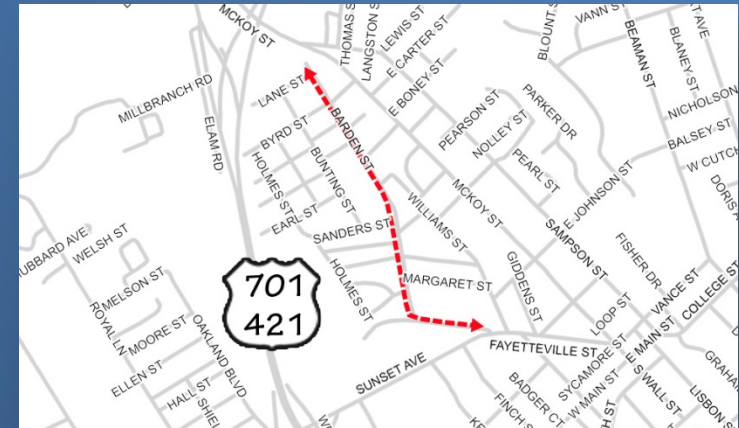 MCKOY ST
THOMAS S
LANGSTON ST
LEWIS ST
E CARTER ST
E BONEY ST
BLOUNT S
VANN ST
BEAMAN ST
BLANEY ST
AT AVE
MILLBRANCH RD
ELAM RD
LANE ST
BYRD ST
BARDEN ST
PEARSON ST
NOLLEY ST
PARKER DR
PEARL ST
NICHOLSON
BALSEY ST
W CUTCH
DORIS A
HOLMES ST
BUNTING ST
EARL ST
SANDERS ST
WILLIAMS ST
MCKOY ST
SAMPSON ST
E JOHNSON ST
FISHER DR
UBBARD AVE
WELSH ST
MELSON ST
ROYAL LN
MOORE ST
ELLEN ST
HALL ST
SHIEL
OAKLAND BLVD
701
421
HOLMES ST
MARGARET ST
GIDDENS ST
LOOP ST
VANCE ST
COLLEGE ST
SUNSET AVE
FAYETTEVILLE ST
BADGER CT
FINCH S
SYCAMORE ST
W MAIN ST
E MAIN ST
S WALL ST
LISBON S
GRAHA
H ST
KE